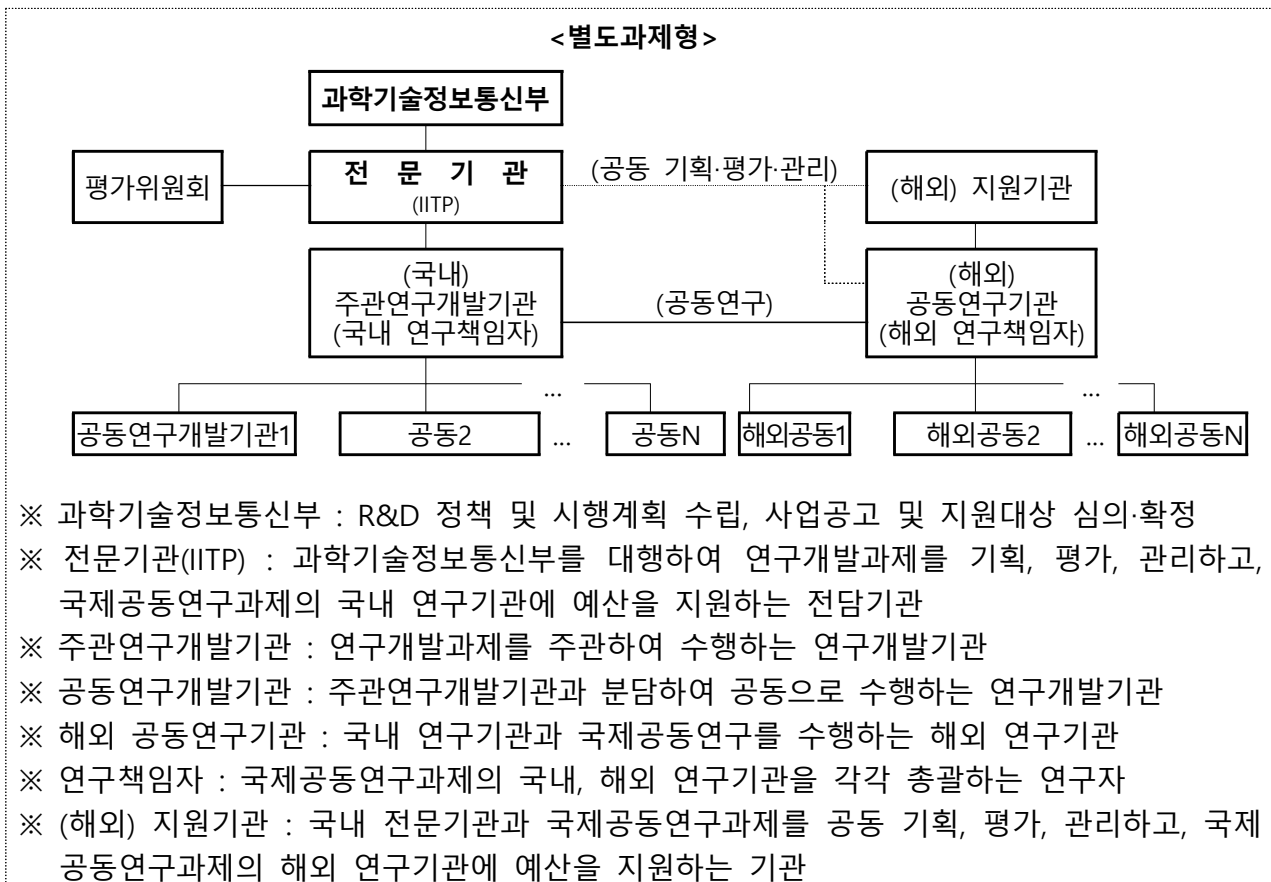 <별도과제형>
과학기술정보통신부
평가위원회
전 문 기 관
(IITP)
(공동 기획·평가·관리)
(해외) 지원기관
(국내)
주관연구개발기관
(국내 연구책임자)
(공동연구)
(해외)
공동연구기관
(해외 연구책임자)
...
...
공동연구개발기관1
공동2
...
공동N
해외공동1
해외공동2
...
해외공동N
※ 과학기술정보통신부 : R&D 정책 및 시행계획 수립, 사업공고 및 지원대상 심의·확정
※ 전문기관(IITP) : 과학기술정보통신부를 대행하여 연구개발과제를 기획, 평가, 관리하고,
국제공동연구과제의 국내 연구기관에 예산을 지원하는 전담기관
※ 주관연구개발기관 : 연구개발과제를 주관하여 수행하는 연구개발기관
※ 공동연구개발기관 : 주관연구개발기관과 분담하여 공동으로 수행하는 연구개발기관
※ 해외 공동연구기관 : 국내 연구기관과 국제공동연구를 수행하는 해외 연구기관
※ 연구책임자 : 국제공동연구과제의 국내, 해외 연구기관을 각각 총괄하는 연구자
※ (해외) 지원기관 : 국내 전문기관과 국제공동연구과제를 공동 기획, 평가, 관리하고, 국제
공동연구과제의 해외 연구기관에 예산을 지원하는 기관